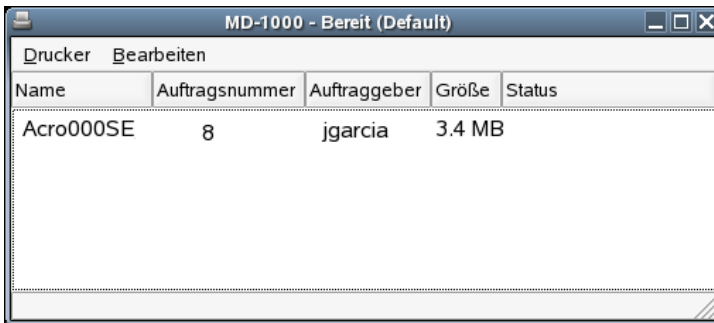 MD-1000 - Bereit (Default)
Drucker Bearbeiten
Name Auftragsnummer Auftraggeber Größe Status
Acro000SE 8 jgarcia 3.4 MB